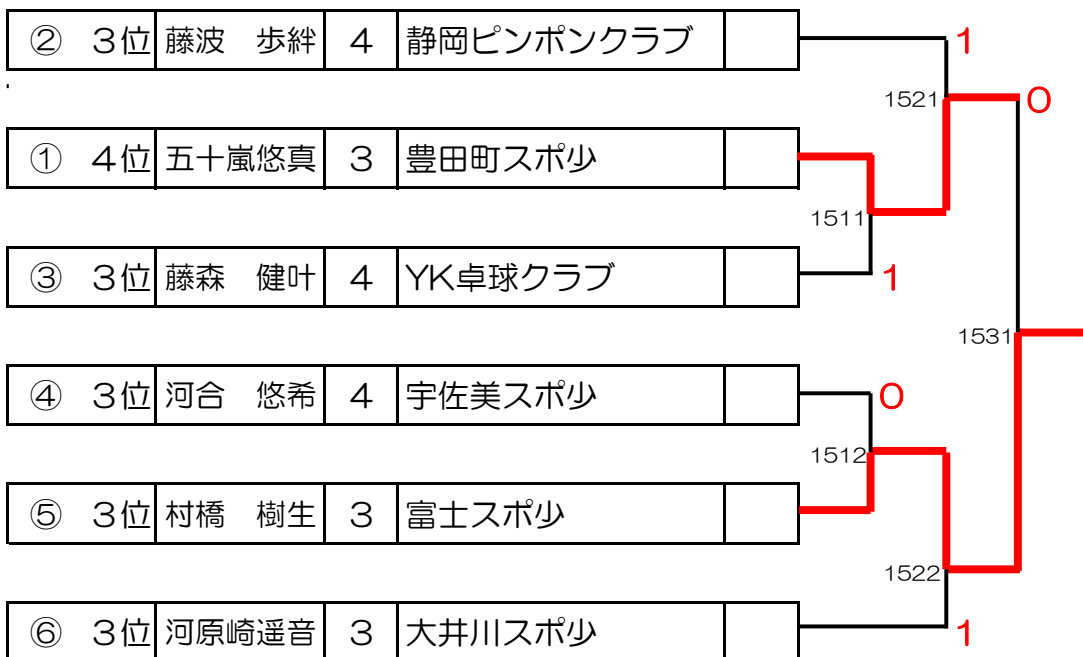 ② 3位 藤波 歩絆 4 静岡ピンポンクラブ
1
1521
0
① 4位 五十嵐悠真 3 豊田町スポ少
1511
③ 3位 藤森 健叶 4 YK卓球クラブ
1
1531
④ 3位 河合 悠希 4 宇佐美スポ少
0
1512
⑤ 3位 村橋 樹生 3 富士スポ少
1522
⑥ 3位 河原崎遥音 3 大井川スポ少
1